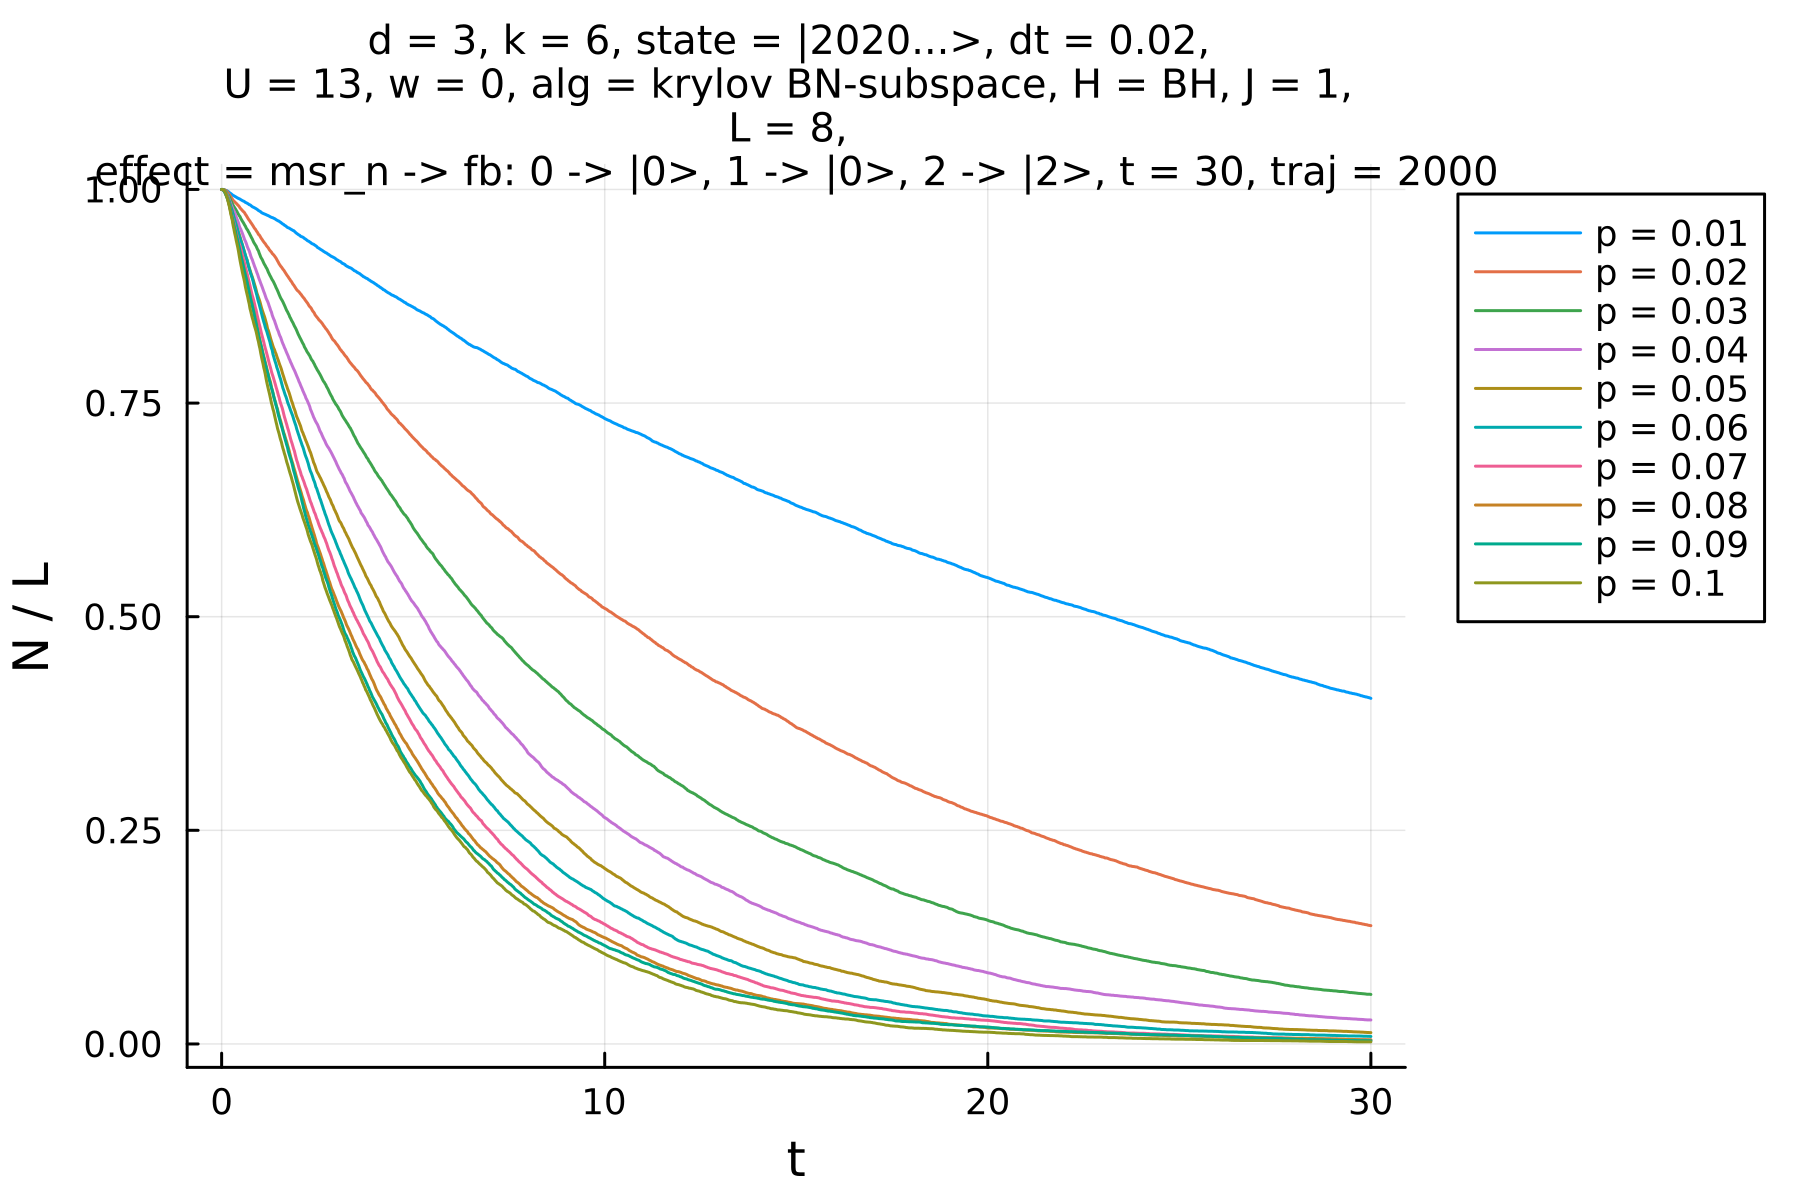 d = 3, k = 6, state = |2020...>, dt = 0.02,
U = 13, w = 0, alg = krylov BN-subspace, H = BH, J = 1,
L = 8,
effect = msr_n -> fb: 0 -> |0>, 1 -> |0>, 2 -> |2>, t = 30, traj = 2000
1.00
0.75
0.50
0.25
0.00
N / L
0
10
20
30
t
p = 0.01
p = 0.02
p = 0.03
p = 0.04
p = 0.05
p = 0.06
p = 0.07
p = 0.08
p = 0.09
p = 0.1